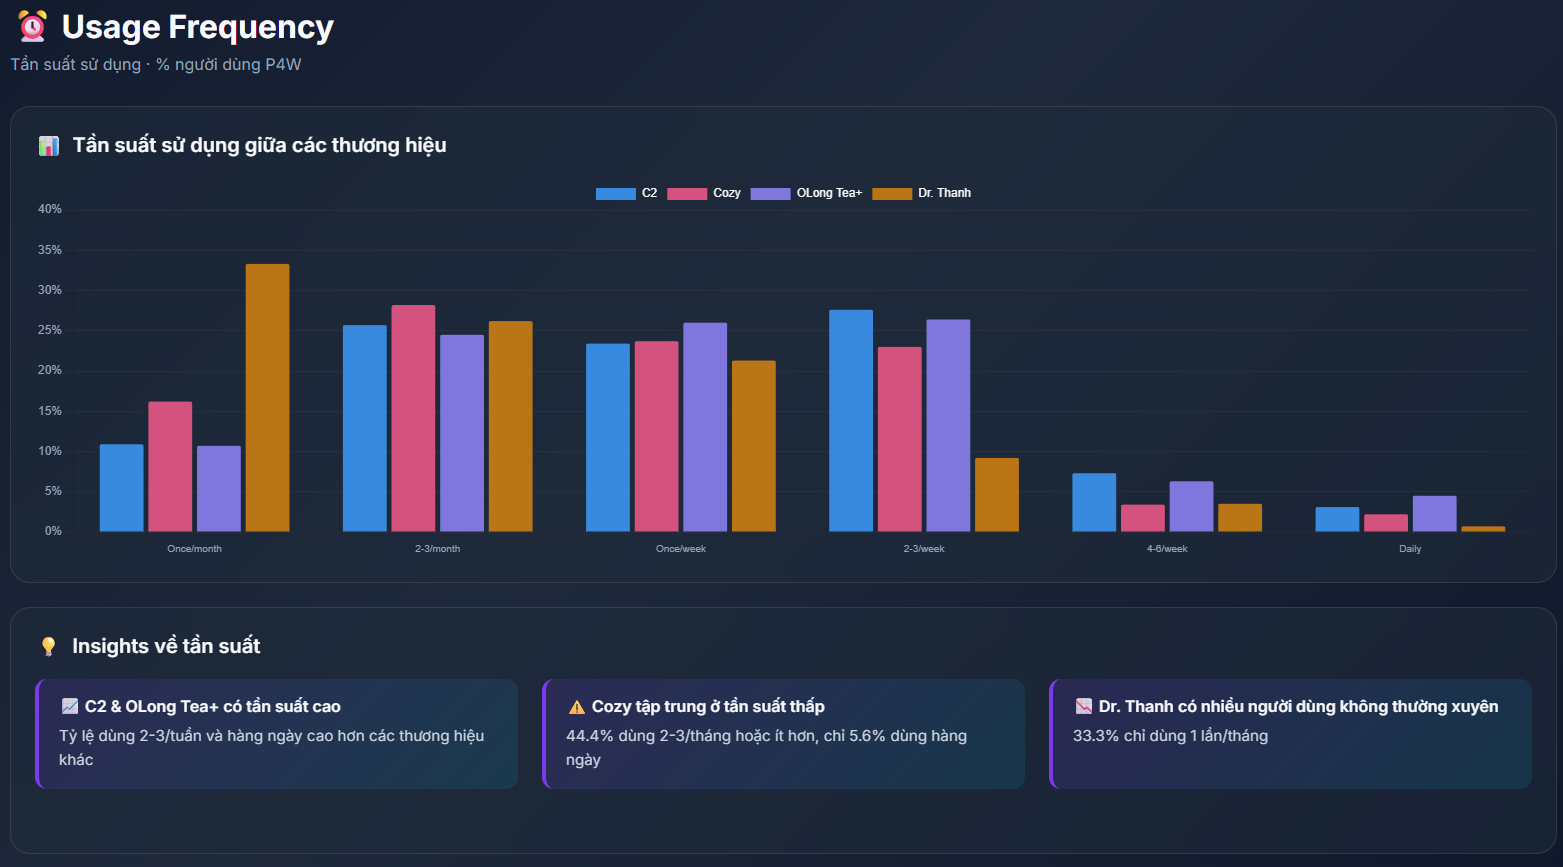 Usage Frequency
Tần suất sử dụng · % người dùng P4W
Tần suất sử dụng giữa các thương hiệu
C2 Cozy OLong Tea+ Dr. Thanh
40%
35%
30%
25%
20%
15%
10%
5%
0%
Once/month 2-3/month Once/week 2-3/week 4-6/week Daily
Insights về tần suất
C2 & OLong Tea+ có tần suất cao
Tỷ lệ dùng 2-3/tuần và hàng ngày cao hơn các thương hiệu
khác
Cozy tập trung ở tần suất thấp
44.4% dùng 2-3/tháng hoặc ít hơn, chỉ 5.6% dùng hàng
ngày
Dr. Thanh có nhiều người dùng không thường xuyên
33.3% chỉ dùng 1 lần/tháng